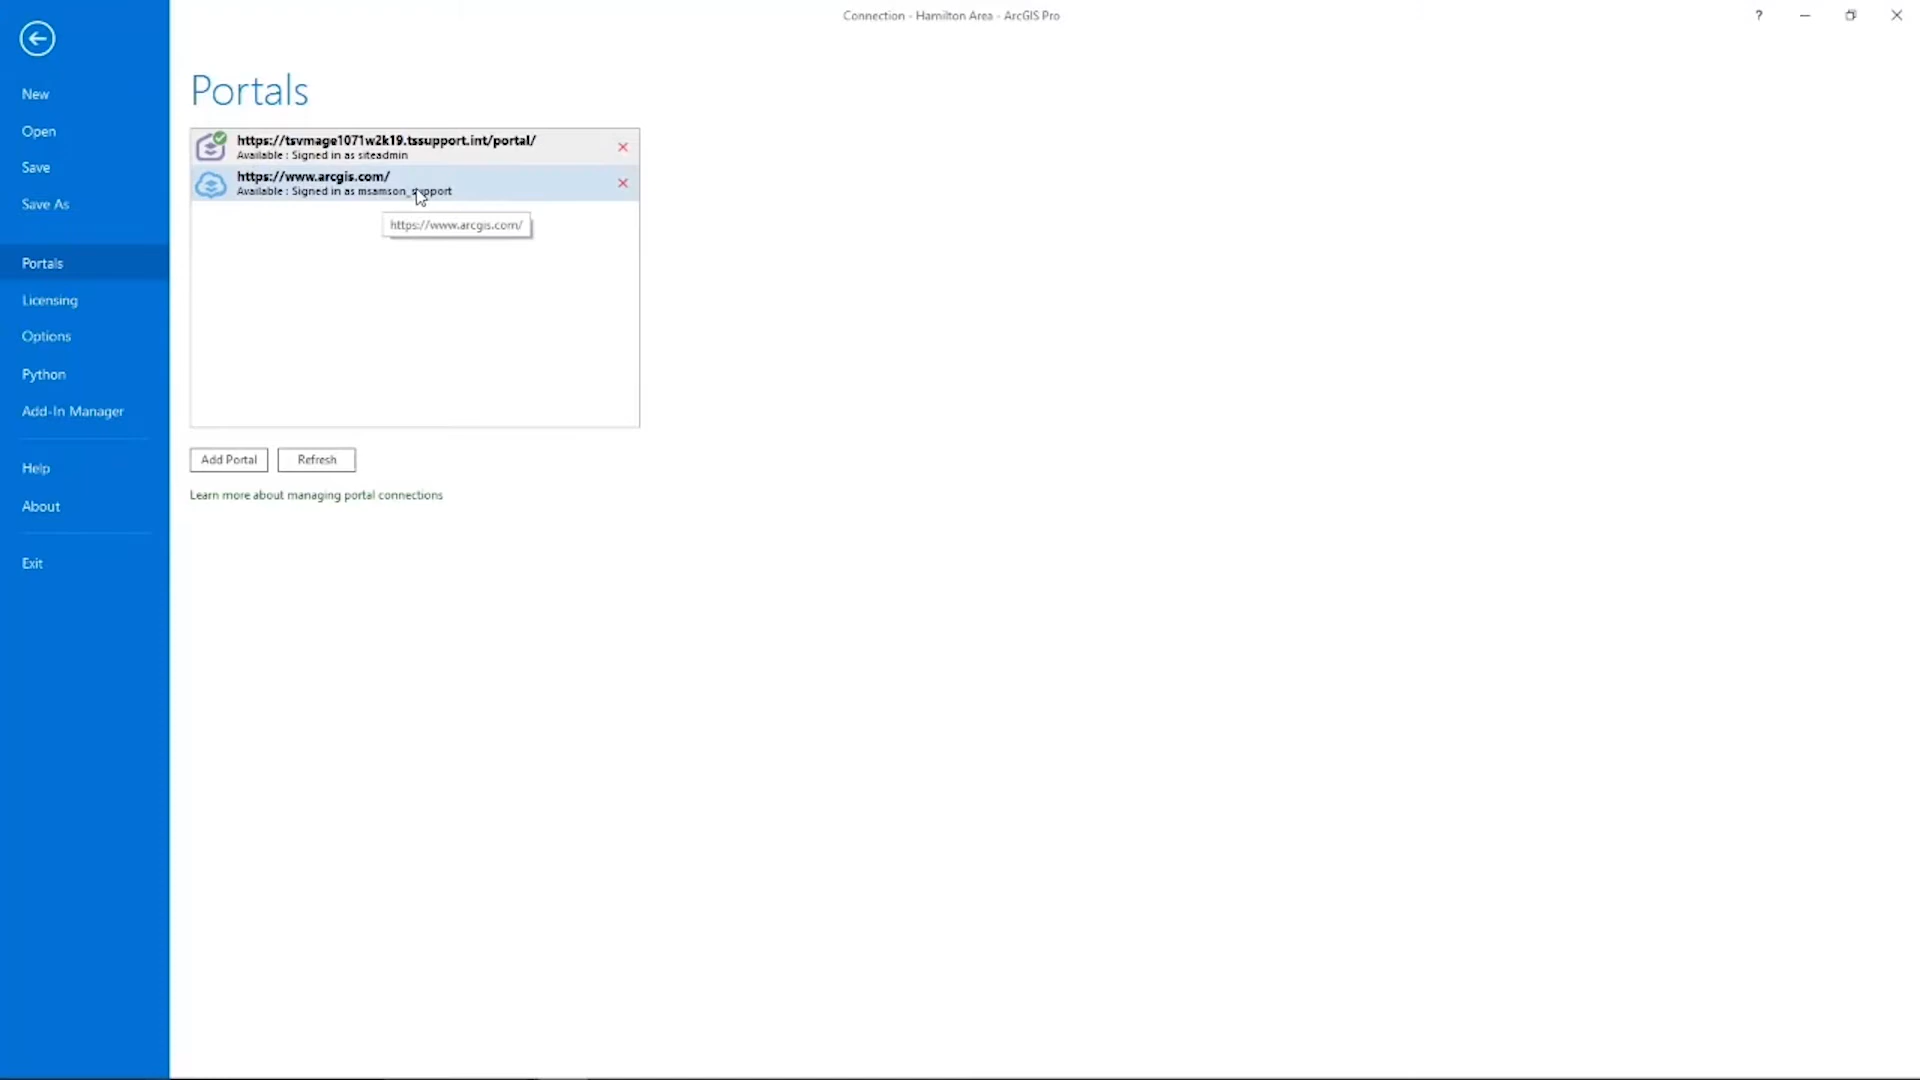 Connection - Hamilton Area - ArcGIS Pro
?
New
Open
Save
Save As
Portals
Licensing
Options
Python
Add-In Manager
Help
About
Exit
Portals
https://tsvmage1071w2k19.tssupport.int/portal/
Available : Signed in as siteadmin
https://www.arcgis.com/
Available : Signed in as msamson_support
https://www.arcgis.com/
Add Portal
Refresh
Learn more about managing portal connections